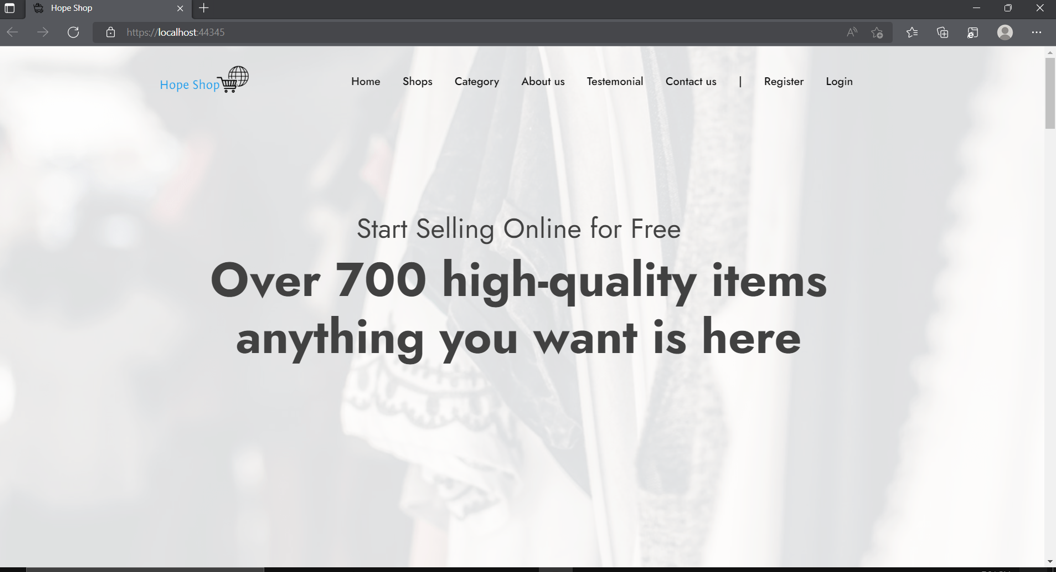 Hope Shop
https://localhost:44345
Hope Shop
Home Shops Category About us Testemonial Contact us | Register Login
Start Selling Online for Free
Over 700 high-quality items
anything you want is here